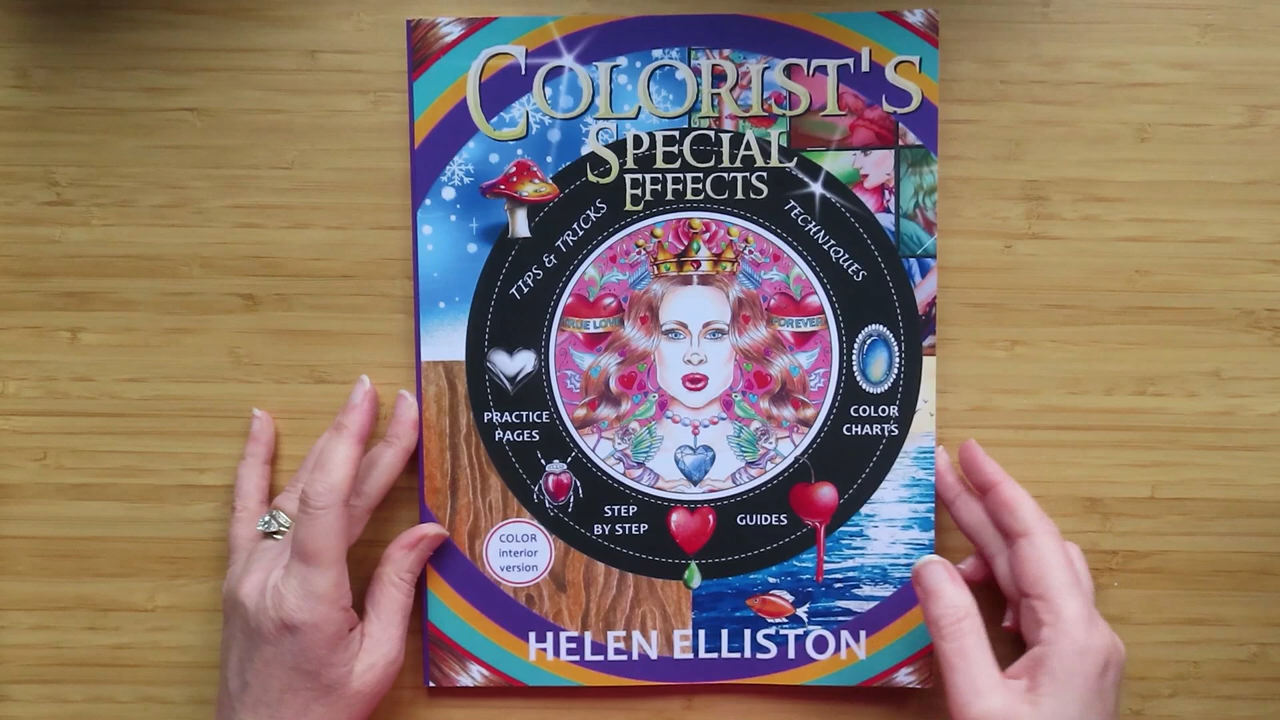 COLORIST'S
SPECIAL
EFFECTS
TIPS & TRICKS
TECHNIQUES
TRUE LOVE
FOREVER
PRACTICE
PAGES
COLOR
CHARTS
STEP
BY STEP
GUIDES
COLOR
interior
version
HELEN ELLISTON